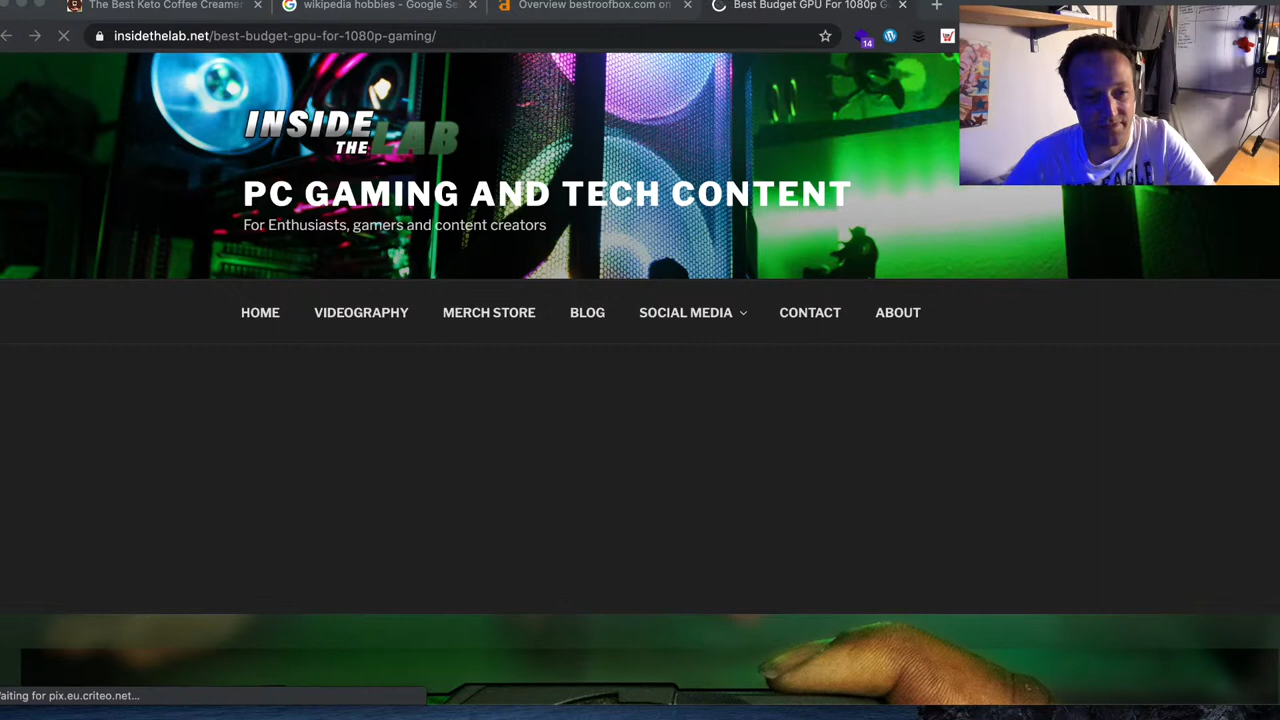 The Best Keto Coffee Creamer
wikipedia hobbies - Google Se
Overview bestroofbox.com on
Best Budget GPU For 1080p G
insidethelab.net/best-budget-gpu-for-1080p-gaming/
14
INSIDE
THE LAB
PC GAMING AND TECH CONTENT
For Enthusiasts, gamers and content creators
HOME VIDEOGRAPHY MERCH STORE BLOG SOCIAL MEDIA CONTACT ABOUT
EAGLE
aiting for pix.eu.criteo.net...